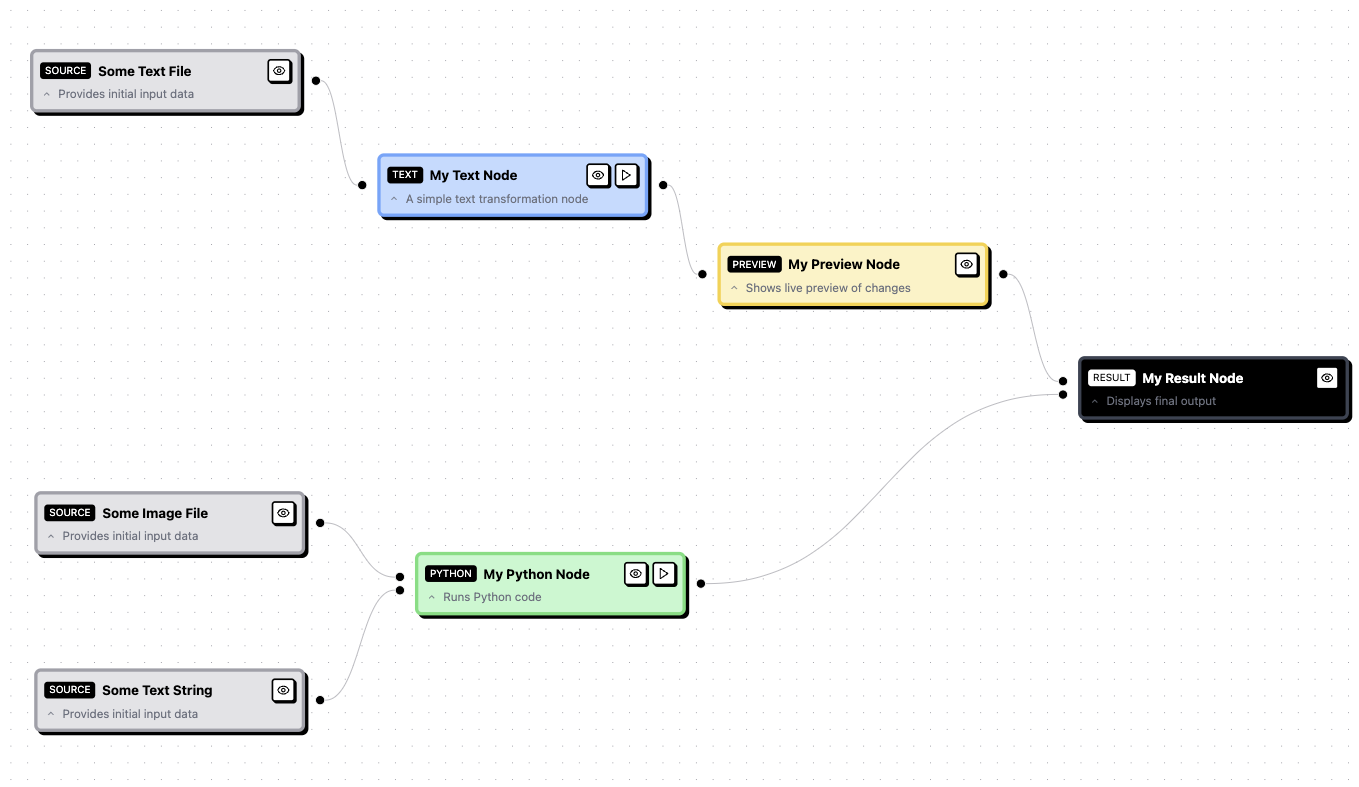 SOURCE Some Text File
Provides initial input data
TEXT My Text Node
A simple text transformation node
PREVIEW My Preview Node
Shows live preview of changes
RESULT My Result Node
Displays final output
SOURCE Some Image File
Provides initial input data
PYTHON My Python Node
Runs Python code
SOURCE Some Text String
Provides initial input data